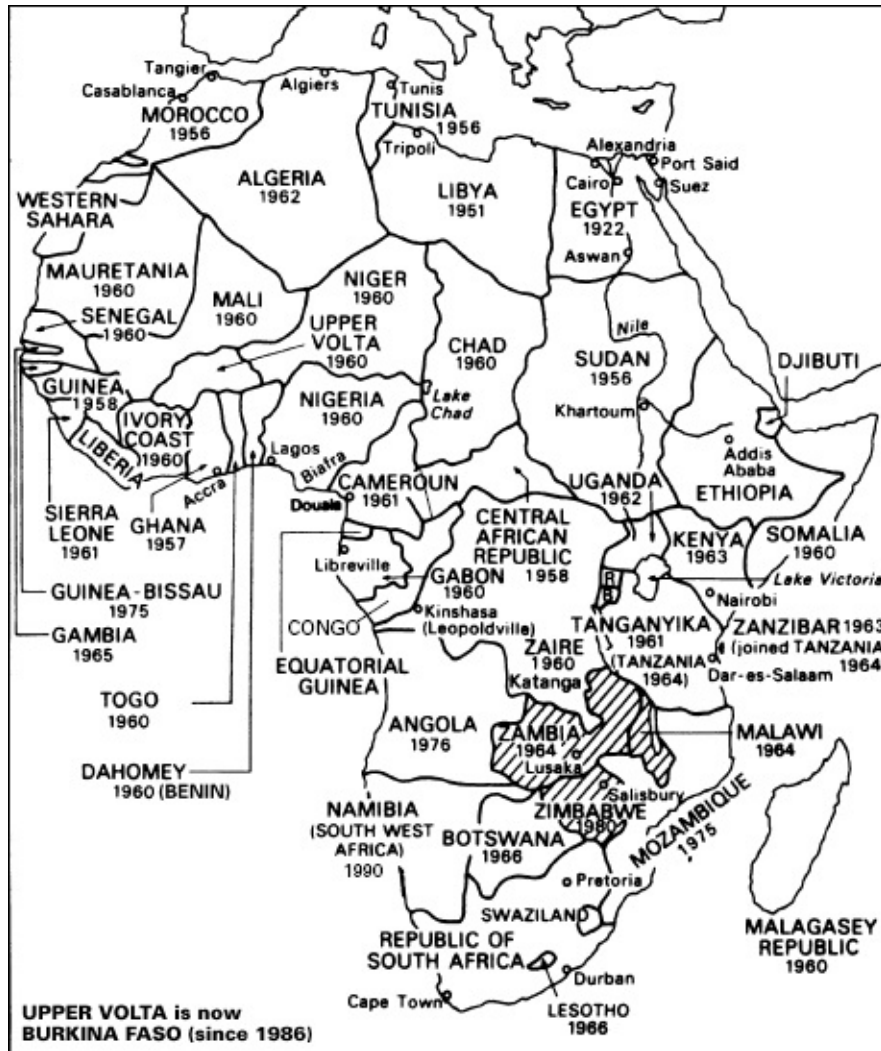 Tangier
Algiers
Tunis
Casablanca
MOROCCO
1956
TUNISIA
1956
Tripoli
Alexandria
Port Said
Cairo
Suez
WESTERN
SAHARA
ALGERIA
1962
LIBYA
1951
EGYPT
1922
Aswan
MAURETANIA
1960
MALI
1960
NIGER
1960
SENEGAL
1960
UPPER
VOLTA
1960
CHAD
1960
Nile
SUDAN
1956
DJIBUTI
GUINEA
1958
IVORY
COAST
1960
NIGERIA
1960
Lake
Chad
Khartoum
LIBERIA
Lagos
Biafra
Addis
Ababa
Accra
CAMEROUN
1961
Douala
UGANDA
1962
ETHIOPIA
SIERRA
LEONE
1961
GHANA
1957
CENTRAL
AFRICAN
REPUBLIC
1958
KENYA
1963
SOMALIA
1960
Libreville
GABON
1960
R
B
Lake Victoria
Nairobi
GUINEA-BISSAU
1975
CONGO
Kinshasa
(Leopoldville)
TANGANYIKA
1961
(TANZANIA
1964)
ZANZIBAR 1963
(joined TANZANIA
1964)
GAMBIA
1965
EQUATORIAL
GUINEA
ZAIRE
1960
Katanga
Dar-es-Salaam
TOGO
1960
ANGOLA
1976
ZAMBIA
1964
Lusaka
MALAWI
1964
DAHOMEY
1960 (BENIN)
Salisbury
ZIMBABWE
1980
MOZAMBIQUE
1975
NAMIBIA
(SOUTH WEST
AFRICA)
1990
BOTSWANA
1966
Pretoria
SWAZILAND
MALAGASEY
REPUBLIC
1960
REPUBLIC OF
SOUTH AFRICA
Durban
Cape Town
LESOTHO
1966
UPPER VOLTA is now
BURKINA FASO (since 1986)